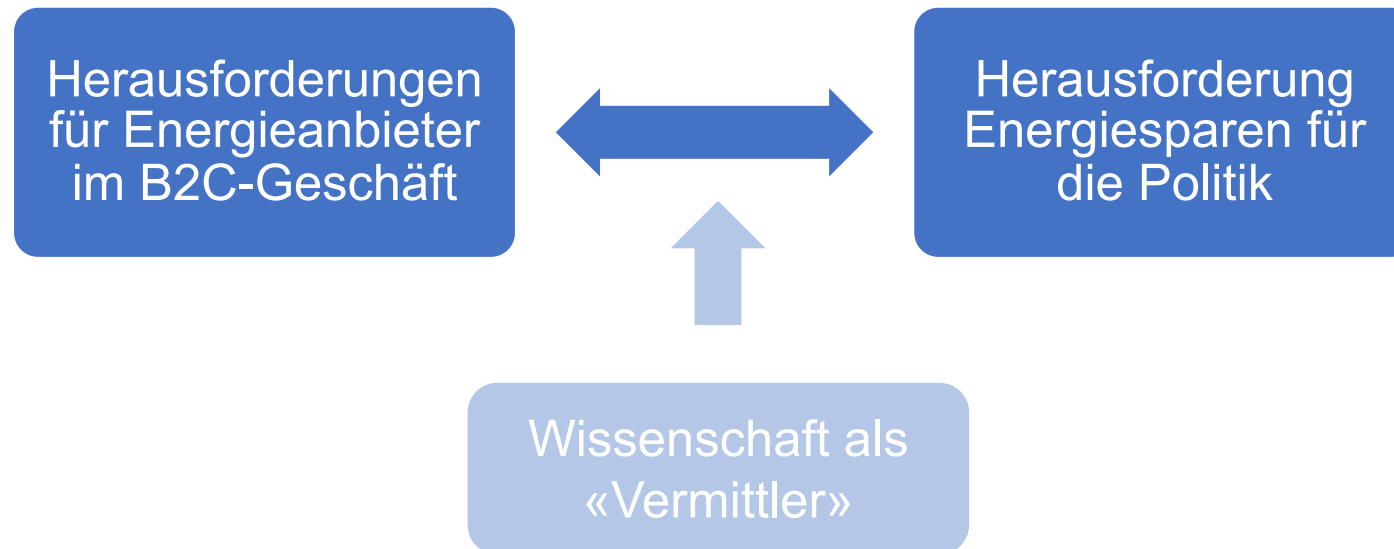 Herausforderungen
für Energieanbieter
im B2C-Geschäft
Herausforderung
Energiesparen für
die Politik
Wissenschaft als
«Vermittler»